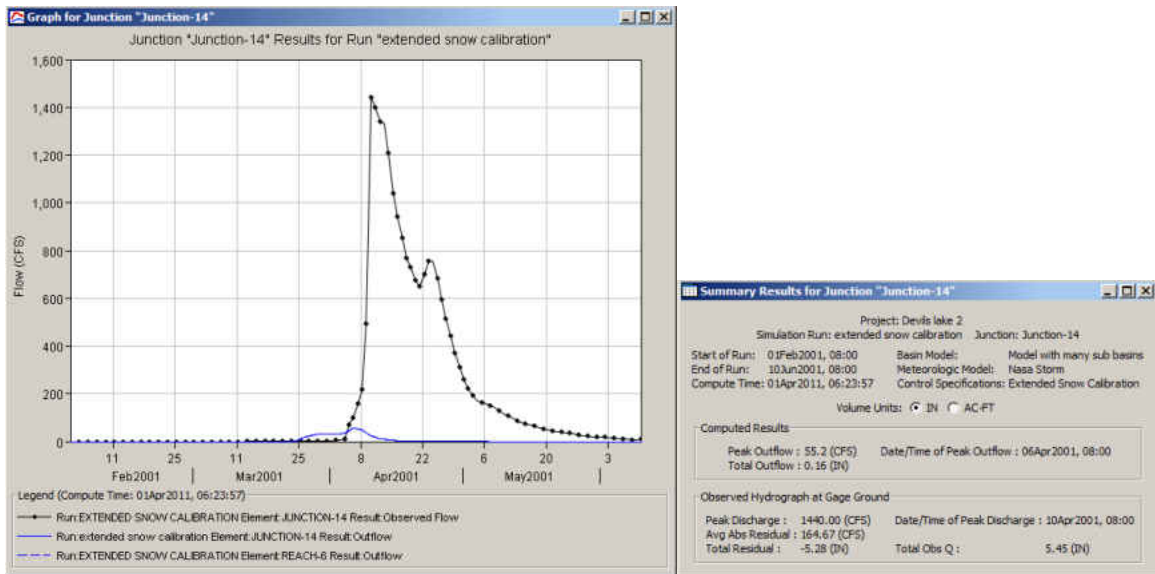 Graph for Junction "Junction-14"
Junction "Junction-14" Results for Run "extended snow calibration"
Flow (CFS)
1,600
1,400
1,200
1,000
800
600
400
200
0
11 25 11 25 8 22 6 20 3
Feb2001 Mar2001 Apr2001 May2001
Legend (Compute Time: 01Apr2011, 06:23:57)
Run:EXTENDED SNOW CALIBRATION Element:JUNCTION-14 Result:Observed Flow
Run:extended snow calibration Element:JUNCTION-14 Result:Outflow
Run:EXTENDED SNOW CALIBRATION Element:REACH-6 Result:Outflow
Summary Results for Junction "Junction-14"
Project: Devils lake 2
Simulation Run: extended snow calibration Junction: Junction-14
Start of Run: 01Feb2001, 08:00 Basin Model: Model with many sub basins
End of Run: 10Jun2001, 08:00 Meteorologic Model: Nasa Storm
Compute Time: 01Apr2011, 06:23:57 Control Specifications: Extended Snow Calibration
Volume Units: IN AC-FT
Computed Results
Peak Outflow : 55.2 (CFS) Date/Time of Peak Outflow : 06Apr2001, 08:00
Total Outflow : 0.16 (IN)
Observed Hydrograph at Gage Ground
Peak Discharge : 1440.00 (CFS) Date/Time of Peak Discharge : 10Apr2001, 08:00
Avg Abs Residual : 164.67 (CFS)
Total Residual : -5.28 (IN) Total Obs Q : 5.45 (IN)